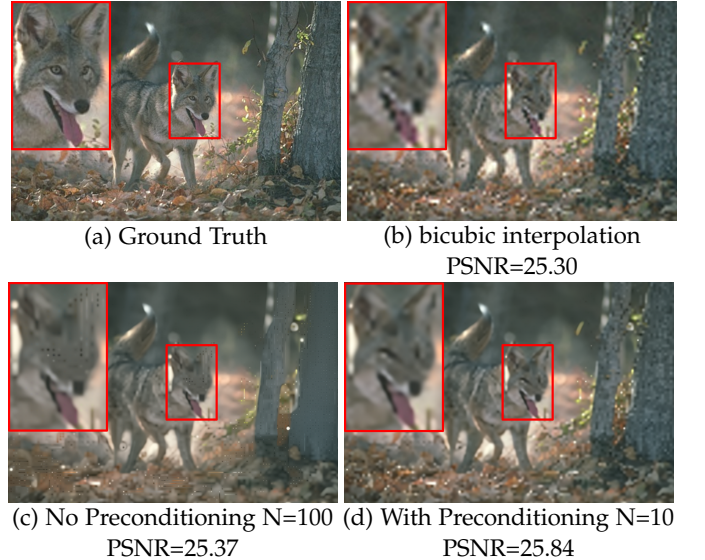 (a) Ground Truth
(b) bicubic interpolation
PSNR=25.30
(c) No Preconditioning N=100
PSNR=25.37
(d) With Preconditioning N=10
PSNR=25.84